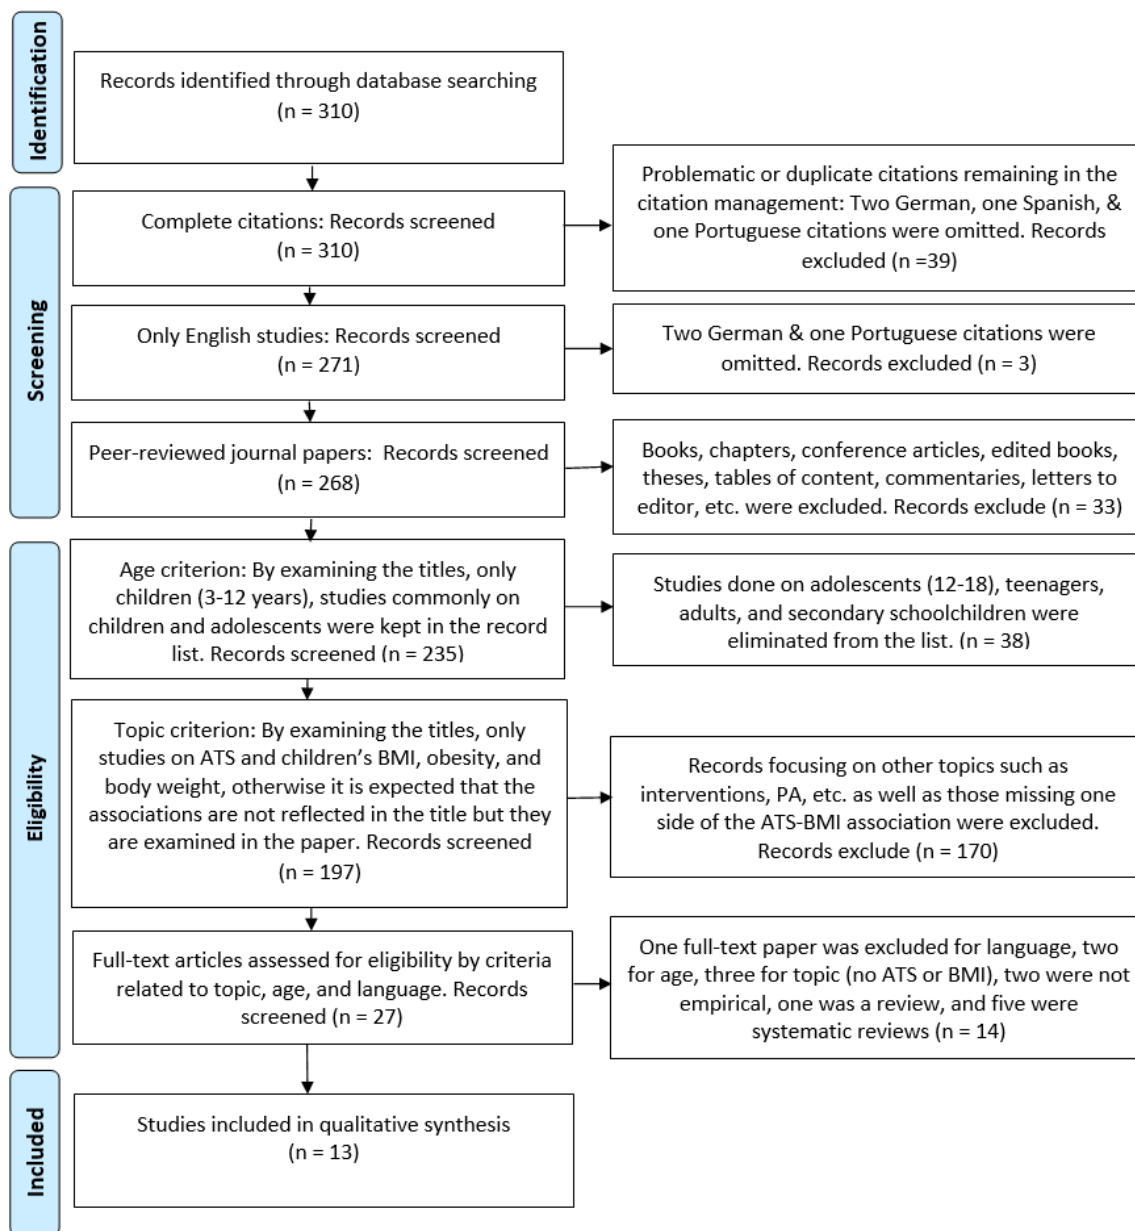 Identification
Records identified through database searching
(n = 310)
Screening
Complete citations: Records screened
(n = 310)
Problematic or duplicate citations remaining in the
citation management: Two German, one Spanish, &
one Portuguese citations were omitted. Records
excluded (n =39)
Only English studies: Records screened
(n = 271)
Two German & one Portuguese citations were
omitted. Records excluded (n = 3)
Peer-reviewed journal papers:  Records screened
(n = 268)
Books, chapters, conference articles, edited books,
theses, tables of content, commentaries, letters to
editor, etc. were excluded. Records exclude (n = 33)
Eligibility
Age criterion: By examining the titles, only
children (3-12 years), studies commonly on
children and adolescents were kept in the record
list. Records screened (n = 235)
Studies done on adolescents (12-18), teenagers,
adults, and secondary schoolchildren were
eliminated from the list. (n = 38)
Topic criterion: By examining the titles, only
studies on ATS and children's BMI, obesity, and
body weight, otherwise it is expected that the
associations are not reflected in the title but they
are examined in the paper. Records screened
(n = 197)
Records focusing on other topics such as
interventions, PA, etc. as well as those missing one
side of the ATS-BMI association were excluded.
Records exclude (n = 170)
Full-text articles assessed for eligibility by criteria
related to topic, age, and language. Records
screened (n = 27)
One full-text paper was excluded for language, two
for age, three for topic (no ATS or BMI), two were not
empirical, one was a review, and five were
systematic reviews (n = 14)
Included
Studies included in qualitative synthesis
(n = 13)